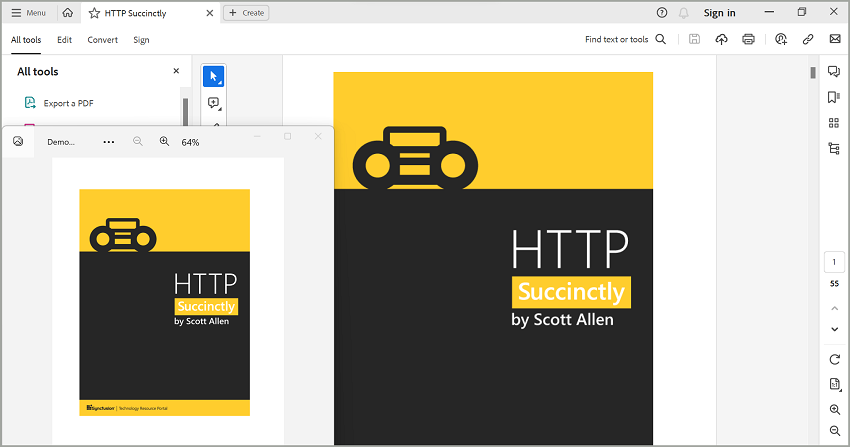 Menu HTTP Succinctly + Create Sign in
All tools Edit Convert Sign Find text or tools
All tools
Export a PDF
Demo... 64%
HTTP
Succinctly
by Scott Allen
Syncfusion | Technology Resource Portal
HTTP
Succinctly
by Scott Allen
1
55